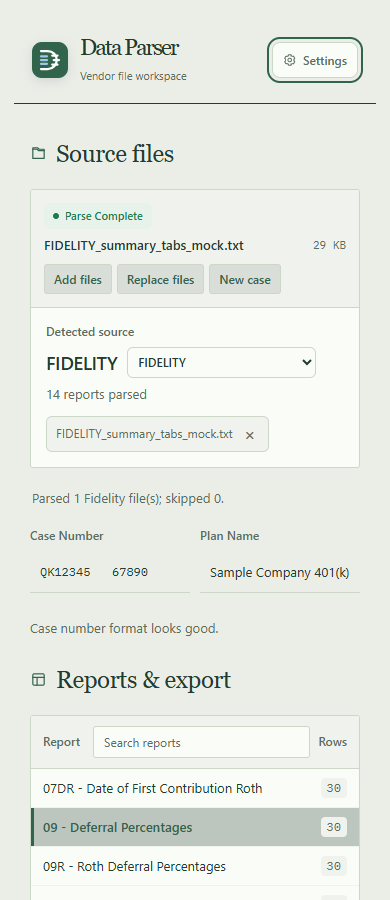 Data Parser
Vendor file workspace
Settings
Source files
Parse Complete
FIDELITY_summary_tabs_mock.txt 29 KB
Add files Replace files New case
Detected source
FIDELITY FIDELITY
14 reports parsed
FIDELITY_summary_tabs_mock.txt ×
Parsed 1 Fidelity file(s); skipped 0.
Case Number Plan Name
QK12345 67890 Sample Company 401(k)
Case number format looks good.
Reports & export
Report Search reports Rows
07DR - Date of First Contribution Roth 30
09 - Deferral Percentages 30
09R - Roth Deferral Percentages 30